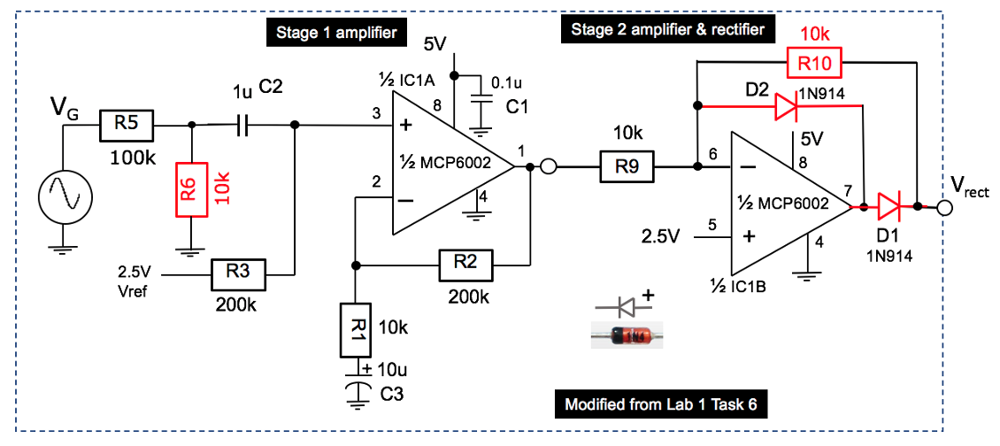 Stage 1 amplifier
Stage 2 amplifier & rectifier
10k
R10
5V
½ IC1A
0.1u
C1
1u C2
D2
1N914
VG
R5
100k
3
+
8
½ MCP6002
1
2
−
4
10k
R9
6
−
5V
8
7
½ MCP6002
Vrect
R6
10k
2.5V
5
+
4
D1
1N914
2.5V
Vref
R3
200k
R2
200k
½ IC1B
R1
10k
+
10u
C3
+
1N4
Modified from Lab 1 Task 6